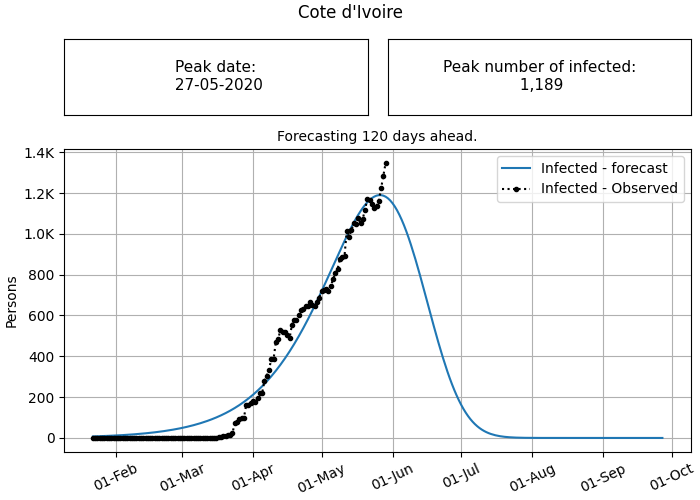 Cote d'Ivoire
Peak date:
27-05-2020
Peak number of infected:
1,189
Forecasting 120 days ahead.
1.4K
1.2K
1.0K
800
600
400
200
0
Persons
Infected - forecast
Infected - Observed
01-Feb
01-Mar
01-Apr
01-May
01-Jun
01-Jul
01-Aug
01-Sep
01-Oct